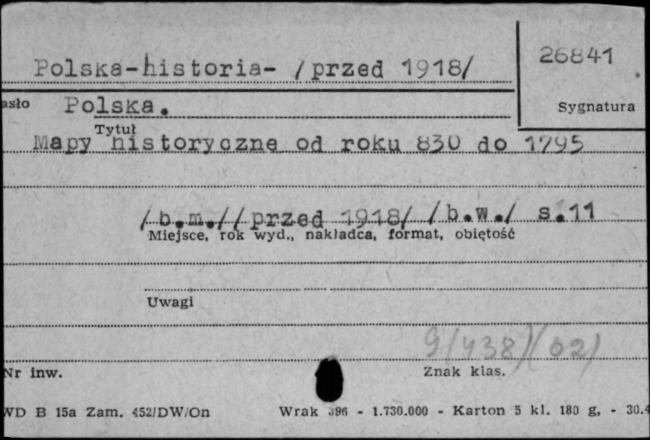 Polska-historia- /przed 1918/
26841
asło Polska.
Sygnatura
Tytuł
Mapy historyczne od roku 830 do 1795
/b.m.//przed 1918/ /b.w./ s.11
Miejsce, rok wyd., nakładca, format, objętość
Uwagi
9(438)(02)
Nr inw.
Znak klas.
WD B 15a Zam. 452/DW/On Wrak 396 - 1.730.000 - Karton 5 kl. 180 g, - 30.4